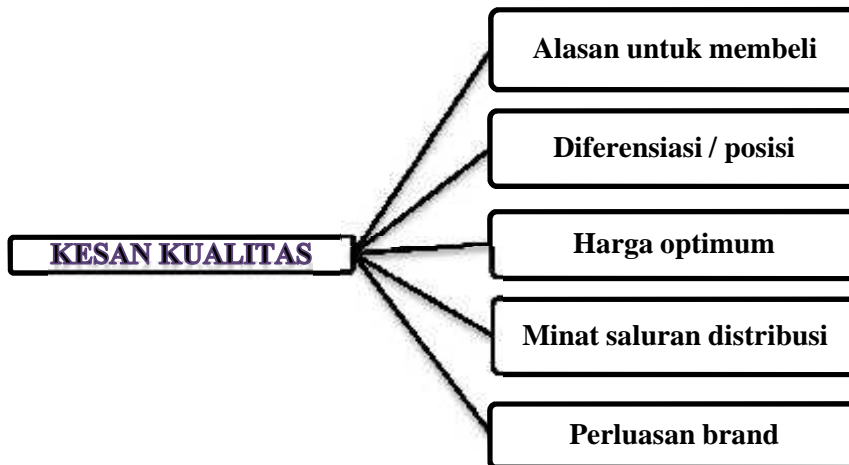 Alasan untuk membeli
Diferensiasi / posisi
KESAN KUALITAS
Harga optimum
Minat saluran distribusi
Perluasan brand